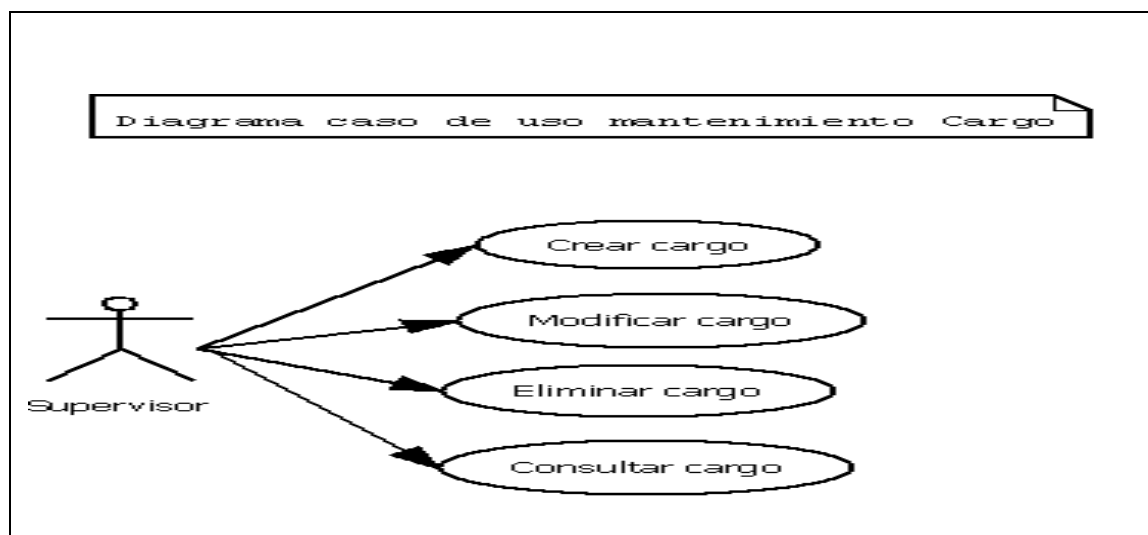 Diagrama caso de uso mantenimiento Cargo
Crear cargo
Modificar cargo
Eliminar cargo
Supervisor
Consultar cargo